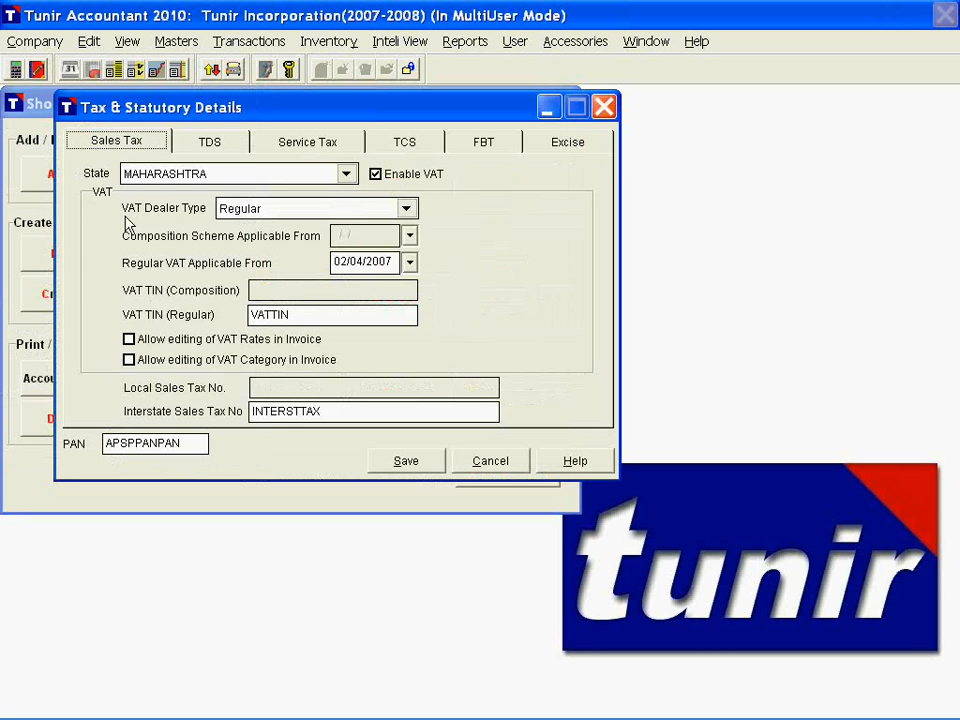 Tunir Accountant 2010: Tunir Incorporation(2007-2008) (In MultiUser Mode)
Company Edit View Masters Transactions Inventory Inteli View Reports User Accessories Window Help
Sho
Tax & Statutory Details
Add /
Sales Tax TDS Service Tax TCS FBT Excise
State MAHARASHTRA Enable VAT
VAT
VAT Dealer Type Regular
Create
Composition Scheme Applicable From / /
Regular VAT Applicable From 02/04/2007
VAT TIN (Composition)
VAT TIN (Regular) VATTIN
Allow editing of VAT Rates in Invoice
Print /
Allow editing of VAT Category in Invoice
Accou
Local Sales Tax No.
Interstate Sales Tax No INTERSTTAX
PAN APSPPANPAN
Save Cancel Help
tunir